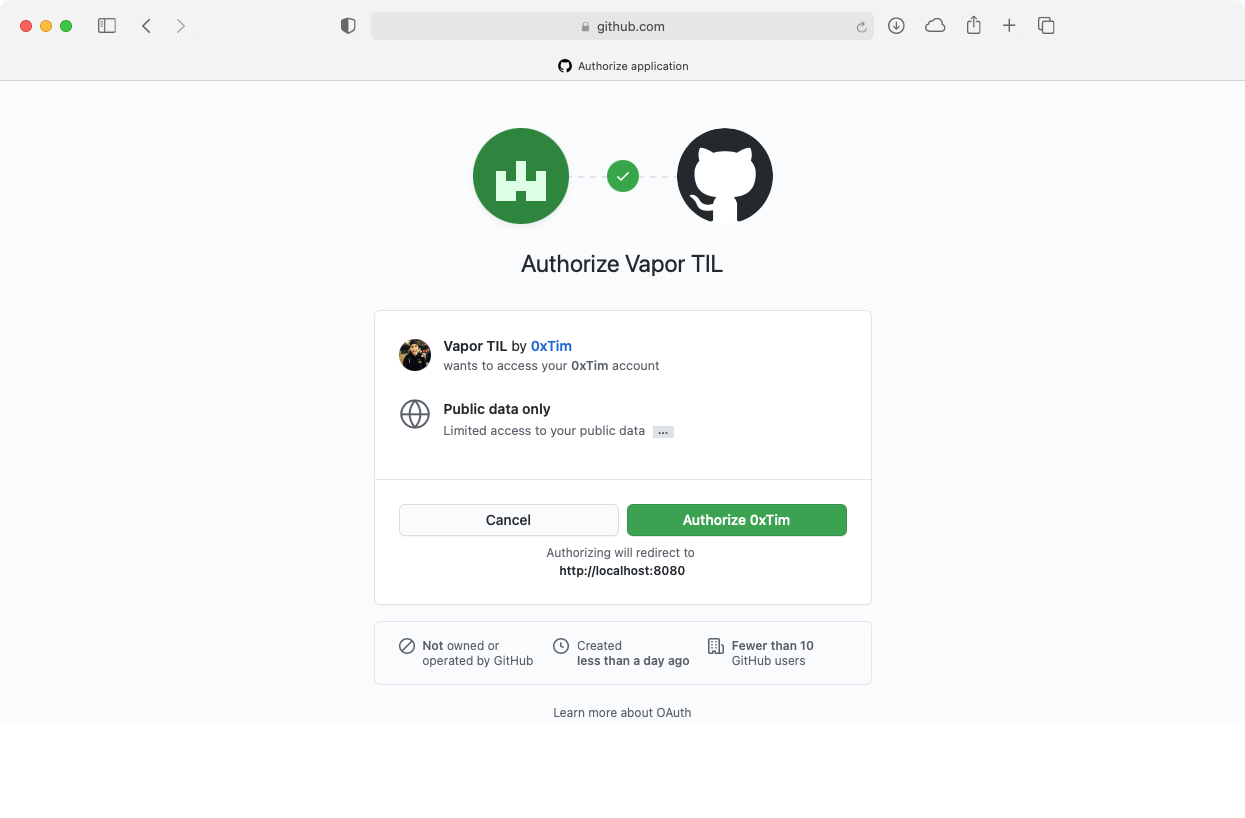 github.com
Authorize application
Authorize Vapor TIL
Vapor TIL by 0xTim
wants to access your 0xTim account
Public data only
Limited access to your public data ...
Cancel
Authorize 0xTim
Authorizing will redirect to
http://localhost:8080
Not owned or
operated by GitHub
Created
less than a day ago
Fewer than 10
GitHub users
Learn more about OAuth